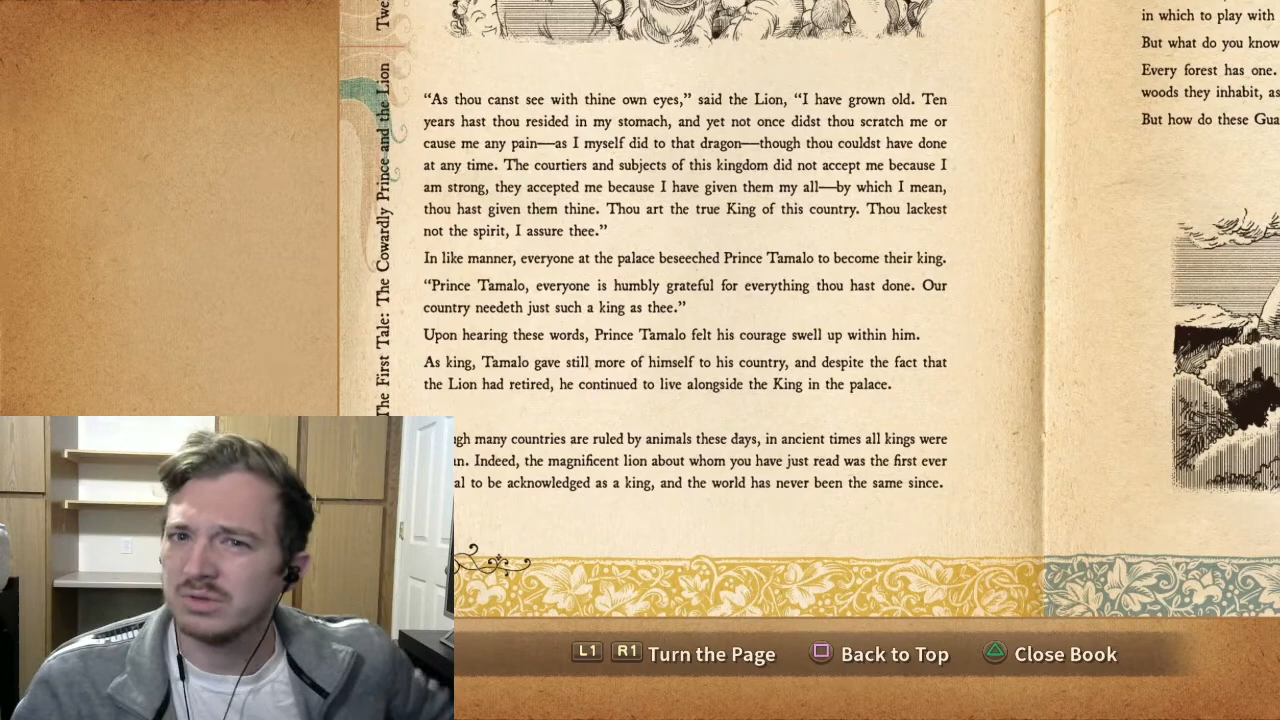 Twe
The First Tale: The Cowardly Prince and the Lion
“As thou canst see with thine own eyes,” said the Lion, “I have grown old. Ten
years hast thou resided in my stomach, and yet not once didst thou scratch me or
cause me any pain—as I myself did to that dragon—though thou couldst have done
at any time. The courtiers and subjects of this kingdom did not accept me because I
am strong, they accepted me because I have given them my all—by which I mean,
thou hast given them thine. Thou art the true King of this country. Thou lackest
not the spirit, I assure thee.”
In like manner, everyone at the palace beseeched Prince Tamalo to become their king.
“Prince Tamalo, everyone is humbly grateful for everything thou hast done. Our
country needeth just such a king as thee.”
Upon hearing these words, Prince Tamalo felt his courage swell up within him.
As king, Tamalo gave still more of himself to his country, and despite the fact that
the Lion had retired, he continued to live alongside the King in the palace.
ugh many countries are ruled by animals these days, in ancient times all kings were
an. Indeed, the magnificent lion about whom you have just read was the first ever
al to be acknowledged as a king, and the world has never been the same since.
in which to play with
But what do you know
Every forest has one.
woods they inhabit, as
But how do these Gua
L1 R1 Turn the Page Back to Top Close Book